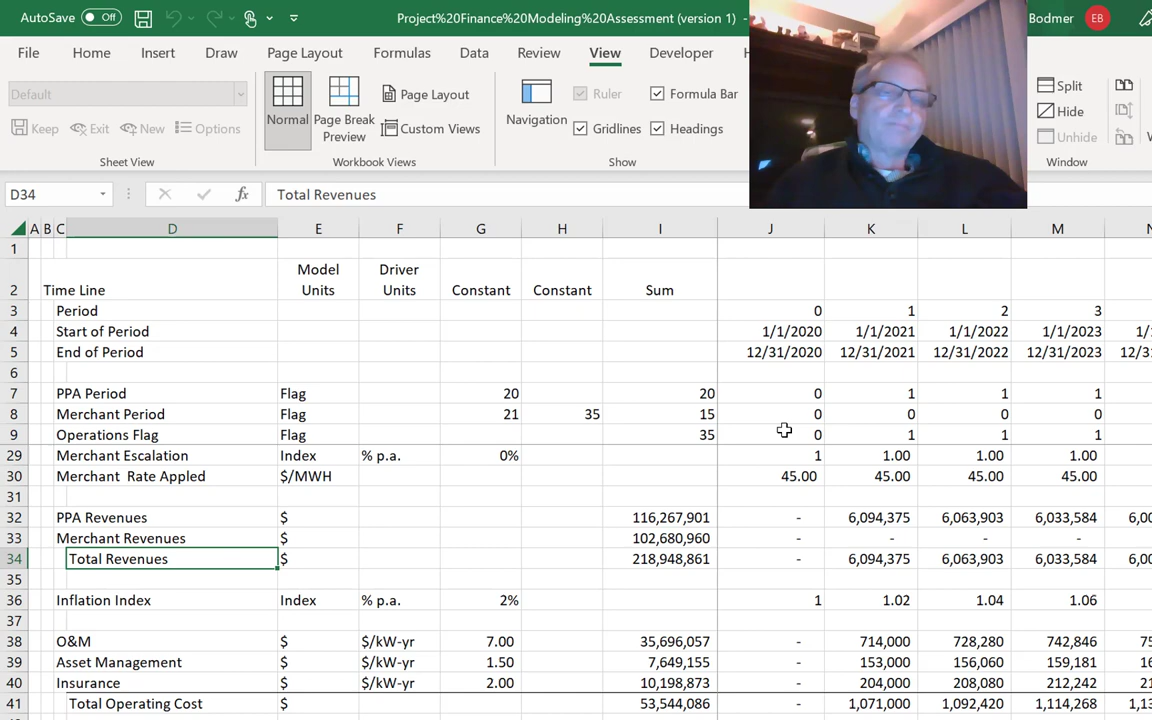 AutoSave Off Project%20Finance%20Modeling%20Assessment (version 1) Bodmer EB
File Home Insert Draw Page Layout Formulas Data Review View Developer
Default Page Layout Ruler Formula Bar Split
Keep Exit New Options Normal Page Break Preview Custom Views Navigation Gridlines Headings Hide
Unhide
Sheet View Workbook Views Show Window
D34 fx Total Revenues
A B C D E F G H I J K L M N
1
2 Time Line Model Units Driver Units Constant Constant Sum
3 Period 0 1 2 3
4 Start of Period 1/1/2020 1/1/2021 1/1/2022 1/1/2023 1/1
5 End of Period 12/31/2020 12/31/2021 12/31/2022 12/31/2023 12/31
6
7 PPA Period Flag 20 20 0 1 1 1
8 Merchant Period Flag 21 35 15 0 0 0 0
9 Operations Flag Flag 35 0 1 1 1
29 Merchant Escalation Index % p.a. 0% 1 1.00 1.00 1.00
30 Merchant Rate Appled $/MWH 45.00 45.00 45.00 45.00
31
32 PPA Revenues $ 116,267,901 - 6,094,375 6,063,903 6,033,584 6,00
33 Merchant Revenues $ 102,680,960 - - - -
34 Total Revenues $ 218,948,861 - 6,094,375 6,063,903 6,033,584 6,00
35
36 Inflation Index Index % p.a. 2% 1 1.02 1.04 1.06
37
38 O&M $ $/kW-yr 7.00 35,696,057 - 714,000 728,280 742,846 75
39 Asset Management $ $/kW-yr 1.50 7,649,155 - 153,000 156,060 159,181 16
40 Insurance $ $/kW-yr 2.00 10,198,873 - 204,000 208,080 212,242 21
41 Total Operating Cost $ 53,544,086 - 1,071,000 1,092,420 1,114,268 1,13